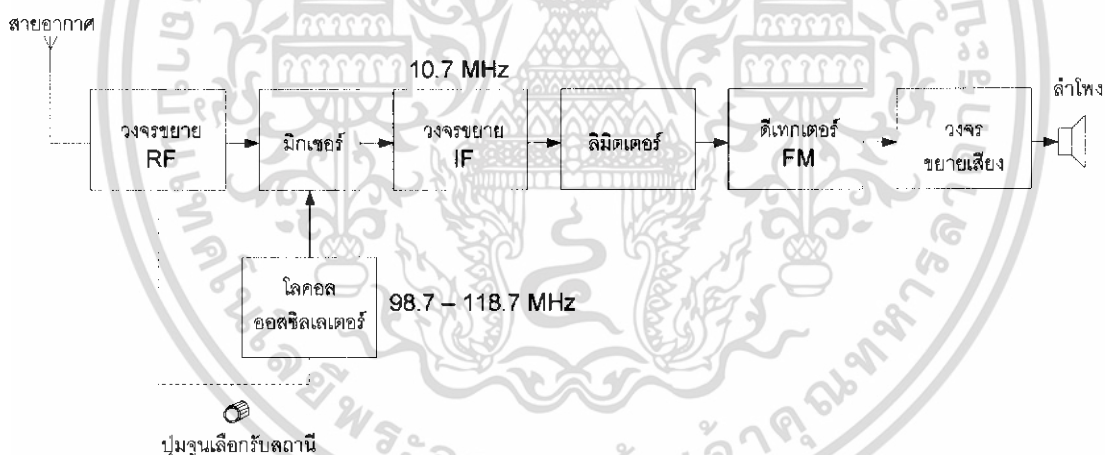 สายอากาศ
10.7 MHz
ลำโพง
วงจรขยาย
RF
มิกเซอร์
วงจรขยาย
IF
ลิมิตเตอร์
ดีเทกเตอร์
FM
วงจร
ขยายเสียง
โลคอล
ออสซิลเลเตอร์
98.7 – 118.7 MHz
ปุ่มจูนเลือกรับสถานี